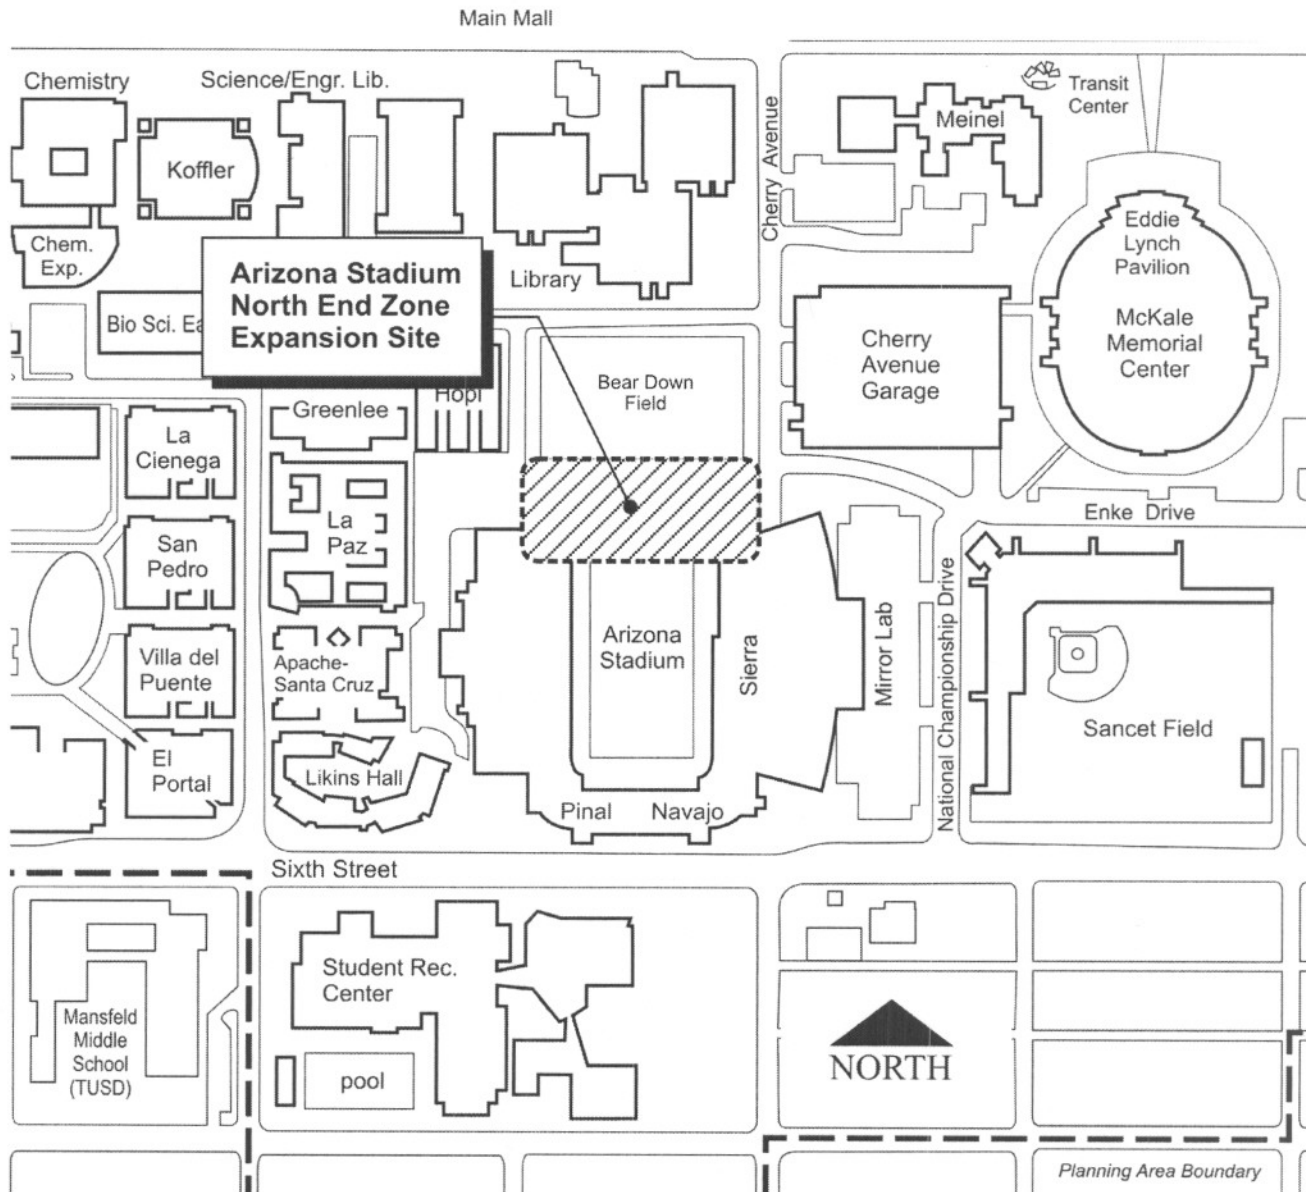 Main Mall
Chemistry
Science/Engr. Lib.
Transit
Center
Meinel
Cherry Avenue
Koffler
Eddie
Lynch
Pavilion
Chem.
Exp.
Arizona Stadium
North End Zone
Expansion Site
Library
Bio Sci. Ea
McKale
Memorial
Center
Cherry
Avenue
Garage
Bear Down
Field
Hopi
Greenlee
La
Cienega
La
Paz
Enke Drive
San
Pedro
Arizona
Stadium
Sierra
Mirror Lab
National Championship Drive
Villa del
Puente
Apache-
Santa Cruz
Sancet Field
El
Portal
Likins Hall
Pinal
Navajo
Sixth Street
Student Rec.
Center
Mansfeld
Middle
School
(TUSD)
pool
NORTH
Planning Area Boundary